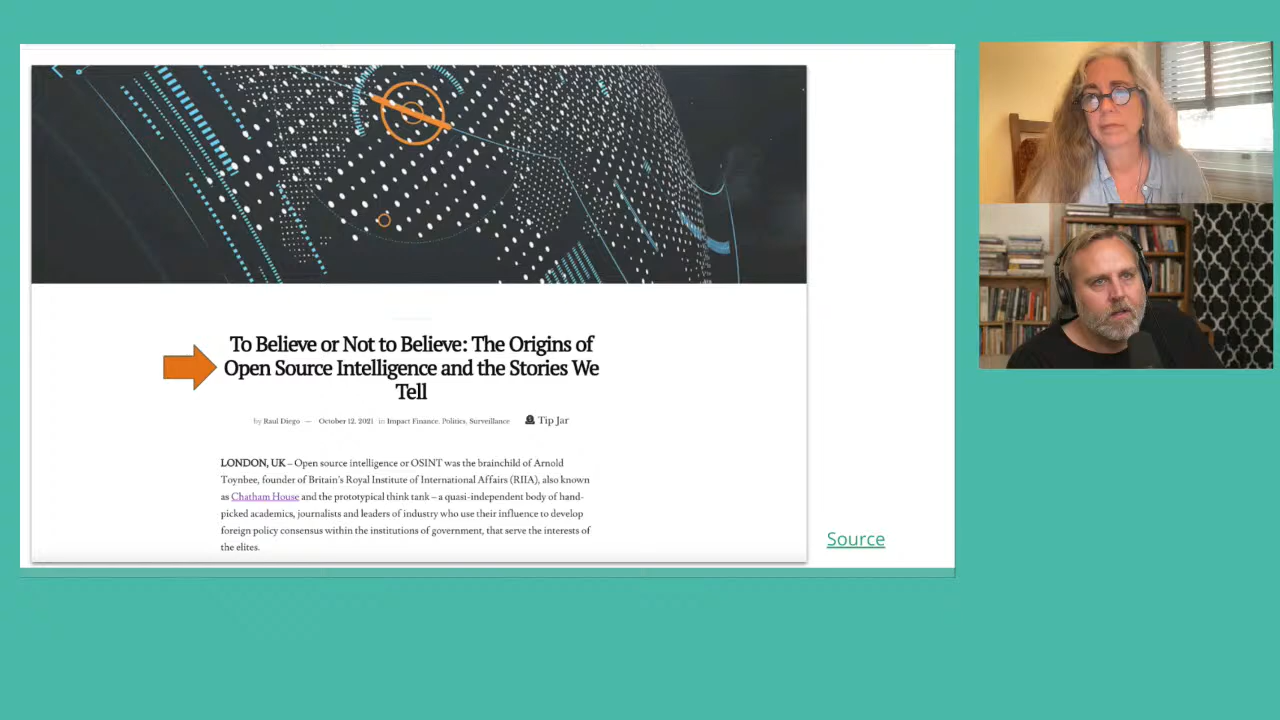 To Believe or Not to Believe: The Origins of
Open Source Intelligence and the Stories We
Tell
by Raul Diego — October 12, 2021 in Impact Finance, Politics, Surveillance Tip Jar
LONDON, UK – Open source intelligence or OSINT was the brainchild of Arnold
Toynbee, founder of Britain's Royal Institute of International Affairs (RIIA), also known
as Chatham House and the prototypical think tank – a quasi-independent body of hand-
picked academics, journalists and leaders of industry who use their influence to develop
foreign policy consensus within the institutions of government, that serve the interests of
the elites.
Source